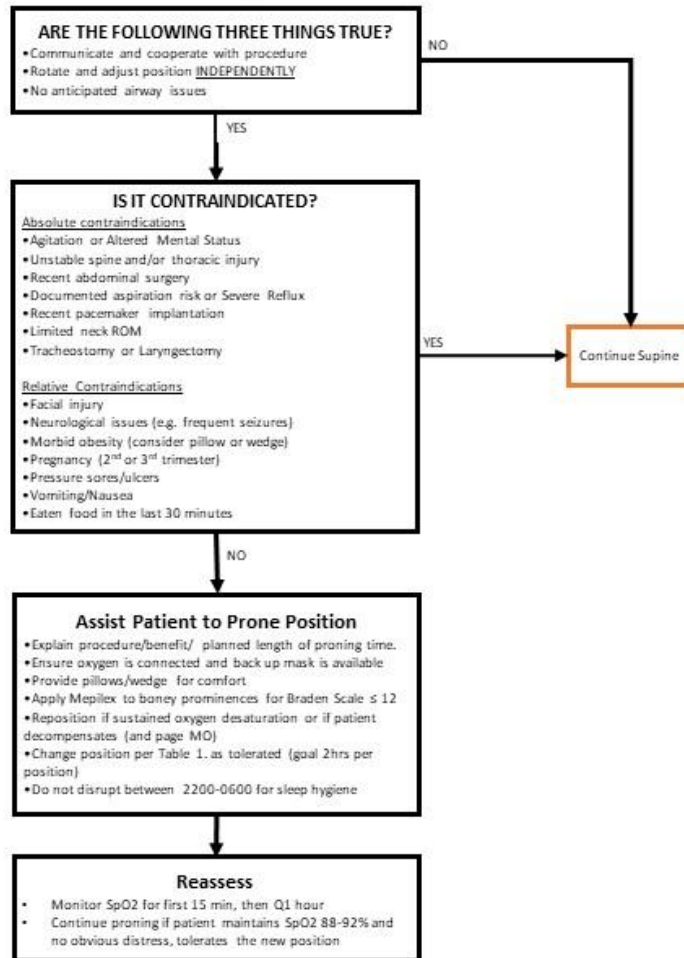 ARE THE FOLLOWING THREE THINGS TRUE?
•Communicate and cooperate with procedure
•Rotate and adjust position INDEPENDENTLY
•No anticipated airway issues
NO
YES
IS IT CONTRAINDICATED?
Absolute contraindications
•Agitation or Altered Mental Status
•Unstable spine and/or thoracic injury
•Recent abdominal surgery
•Documented aspiration risk or Severe Reflux
•Recent pacemaker implantation
•Limited neck ROM
•Tracheostomy or Laryngectomy
Relative Contraindications
•Facial injury
•Neurological issues (e.g. frequent seizures)
•Morbid obesity (consider pillow or wedge)
•Pregnancy (2nd or 3rd trimester)
•Pressure sores/ulcers
•Vomiting/Nausea
•Eaten food in the last 30 minutes
YES
Continue Supine
NO
Assist Patient to Prone Position
•Explain procedure/benefit/ planned length of proning time.
•Ensure oxygen is connected and back up mask is available
•Provide pillows/wedge for comfort
•Apply Mepilex to boney prominences for Braden Scale ≤ 12
•Reposition if sustained oxygen desaturation or if patient
decompensates (and page MO)
•Change position per Table 1. as tolerated (goal 2hrs per
position)
•Do not disrupt between 2200-0600 for sleep hygiene
Reassess
• Monitor SpO2 for first 15 min, then Q1 hour
• Continue proning if patient maintains SpO2 88-92% and
no obvious distress, tolerates the new position